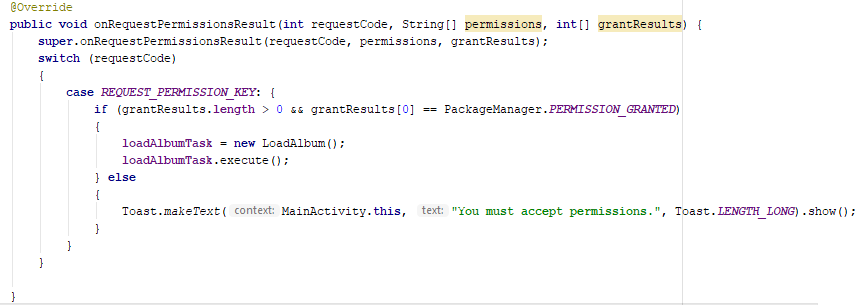 @Override
public void onRequestPermissionsResult(int requestCode, String[] permissions, int[] grantResults) {
super.onRequestPermissionsResult(requestCode, permissions, grantResults);
switch (requestCode)
{
case REQUEST_PERMISSION_KEY: {
if (grantResults.length > 0 && grantResults[0] == PackageManager.PERMISSION_GRANTED)
{
loadAlbumTask = new LoadAlbum();
loadAlbumTask.execute();
} else
{
Toast.makeText( context: MainActivity.this, text: "You must accept permissions.", Toast.LENGTH_LONG).show();
}
}
}
}